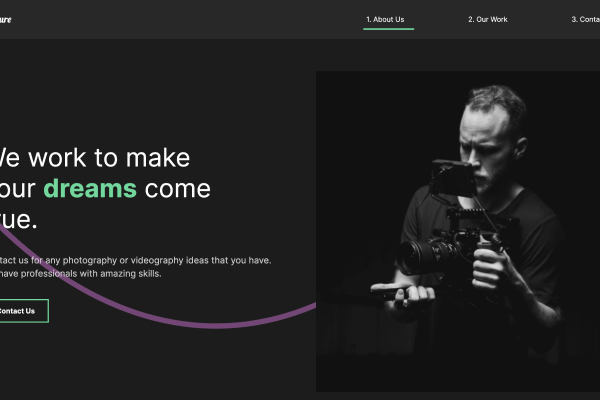 ure
1. About Us
2. Our Work
3. Conta
We work to make
our dreams come
rue.
tact us for any photography or videography ideas that you have.
have professionals with amazing skills.
Contact Us